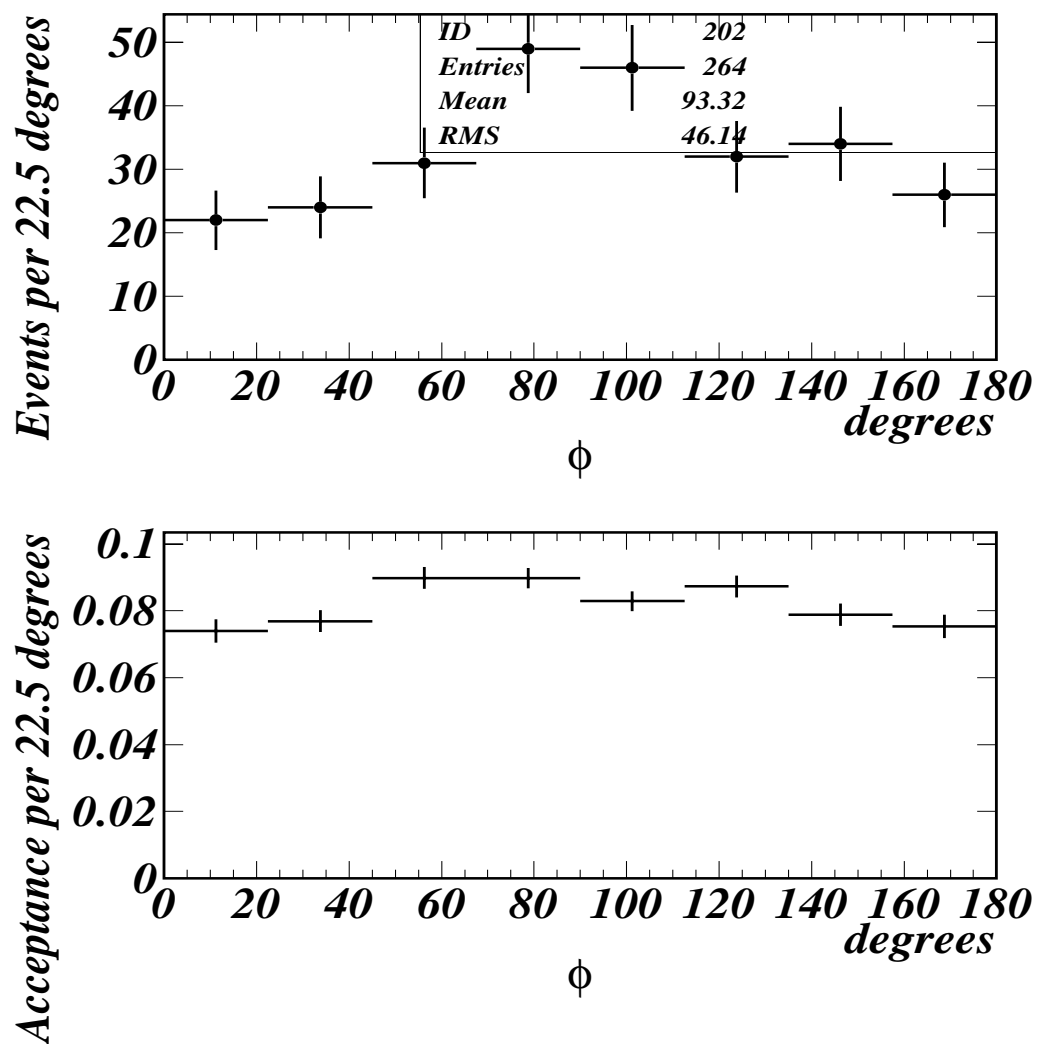 Events per 22.5 degrees
ID 202
Entries 264
Mean 93.32
RMS 46.14
50
40
30
20
10
0
0 20 40 60 80 100 120 140 160 180
degrees
ϕ
Acceptance per 22.5 degrees
0.1
0.08
0.06
0.04
0.02
0
0 20 40 60 80 100 120 140 160 180
degrees
ϕ